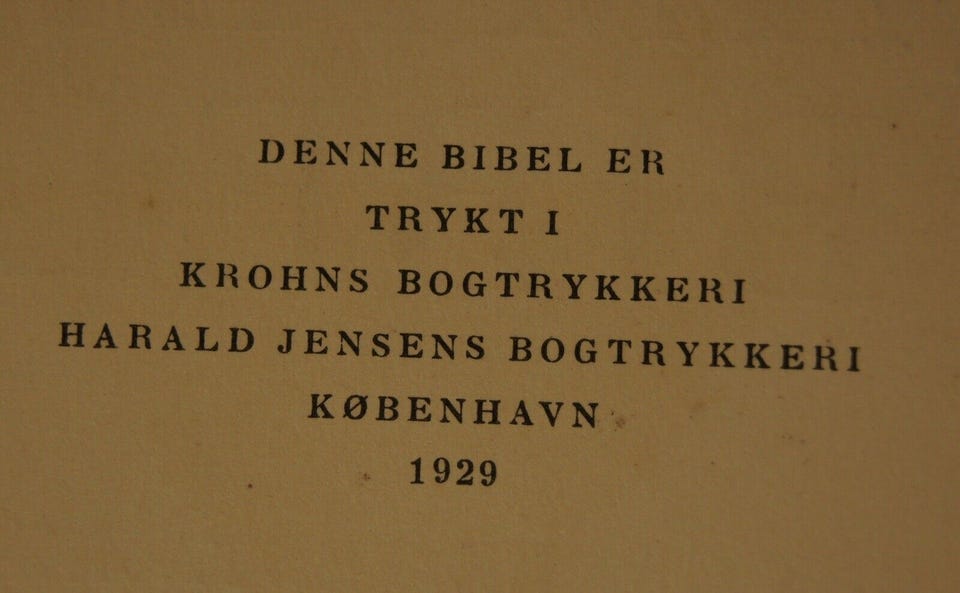 DENNE BIBEL ER
TRYKT I
KROHNS BOGTRYKKERI
HARALD JENSENS BOGTRYKKERI
KØBENHAVN
1929